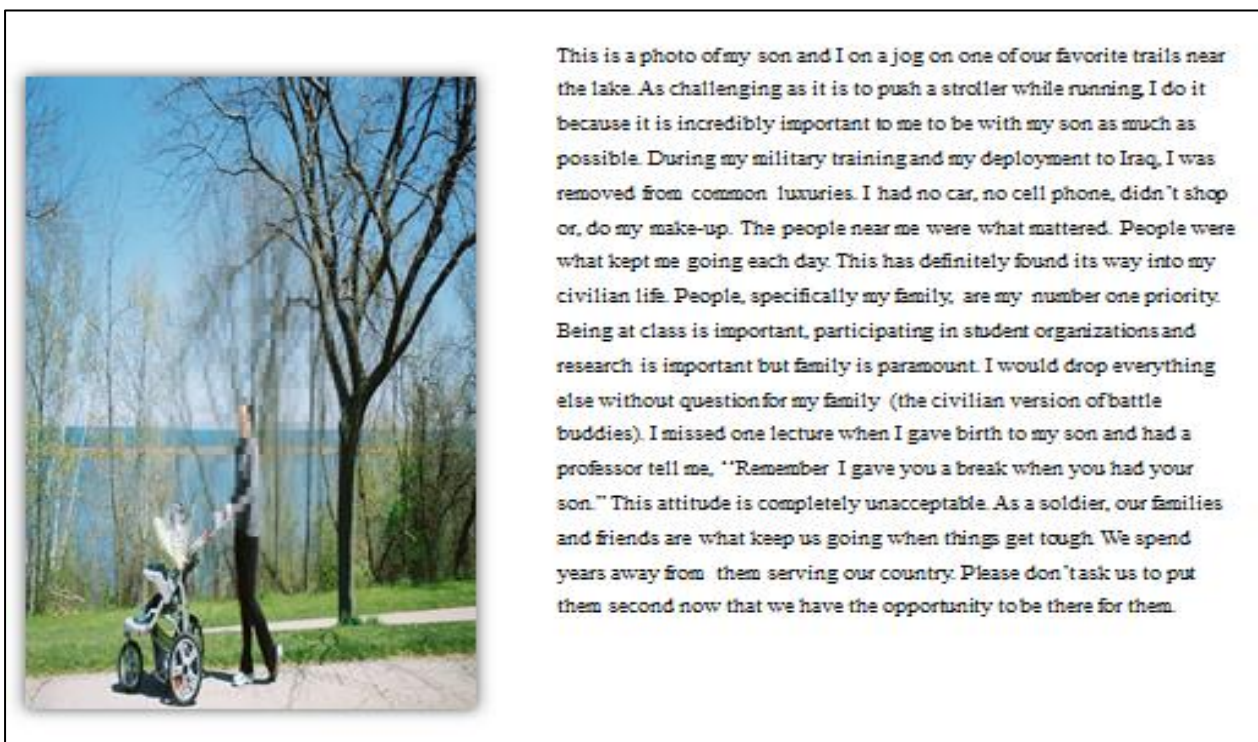 This is a photo of my son and I on a jog on one of our favorite trails near
the lake. As challenging as it is to push a stroller while running, I do it
because it is incredibly important to me to be with my son as much as
possible. During my military training and my deployment to Iraq, I was
removed from common luxuries. I had no car, no cell phone, didn't shop
or, do my make-up. The people near me were what mattered. People were
what kept me going each day. This has definitely found its way into my
civilian life. People, specifically my family, are my number one priority.
Being at class is important, participating in student organizations and
research is important but family is paramount. I would drop everything
else without question for my family (the civilian version of battle
buddies). I missed one lecture when I gave birth to my son and had a
professor tell me, ‘‘Remember I gave you a break when you had your
son.” This attitude is completely unacceptable. As a soldier, our families
and friends are what keep us going when things get tough. We spend
years away from them serving our country. Please don't ask us to put
them second now that we have the opportunity to be there for them.